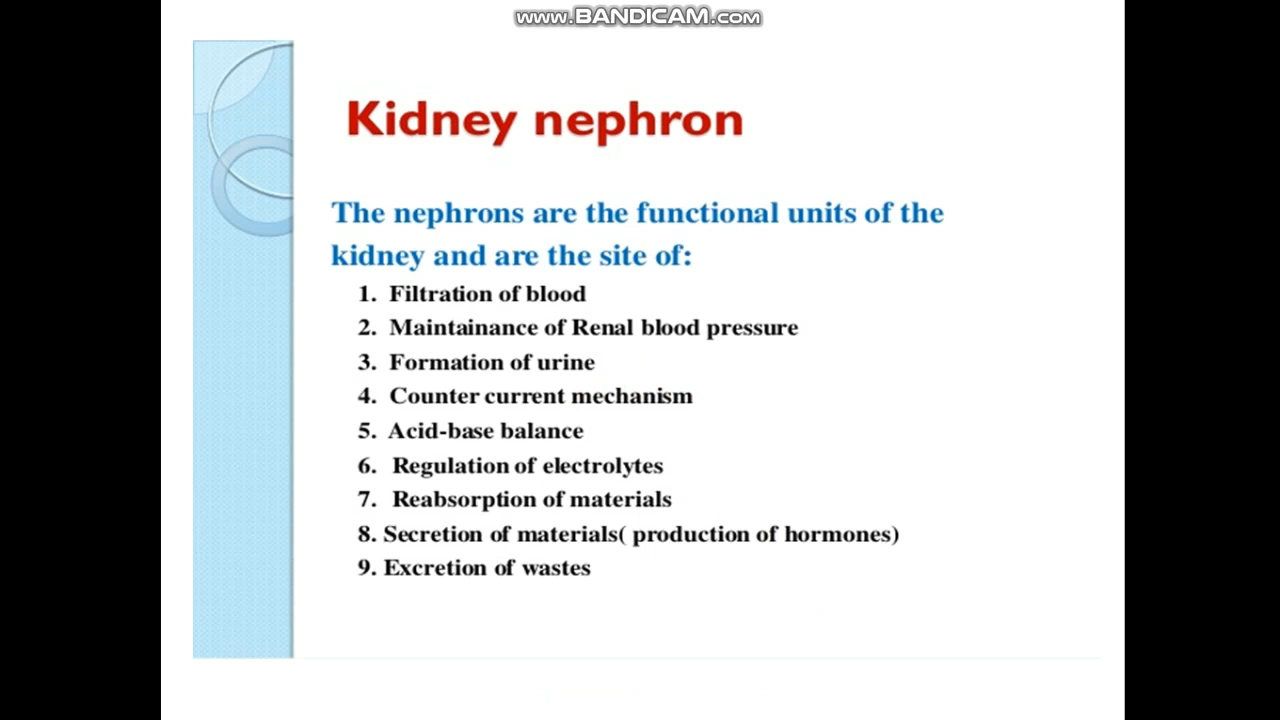 www.BANDICAM.com
Kidney nephron
The nephrons are the functional units of the
kidney and are the site of:
1. Filtration of blood
2. Maintainance of Renal blood pressure
3. Formation of urine
4. Counter current mechanism
5. Acid-base balance
6. Regulation of electrolytes
7. Reabsorption of materials
8. Secretion of materials( production of hormones)
9. Excretion of wastes